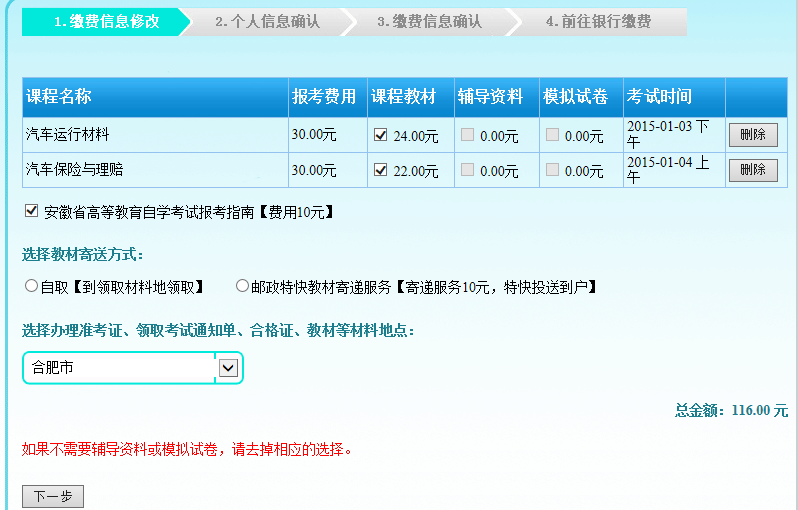 1.缴费信息修改 2.个人信息确认 3.缴费信息确认 4.前往银行缴费
课程名称 报考费用 课程教材 辅导资料 模拟试卷 考试时间
汽车运行材料 30.00元 24.00元 0.00元 0.00元 2015-01-03 下午 删除
汽车保险与理赔 30.00元 22.00元 0.00元 0.00元 2015-01-04 上午 删除
安徽省高等教育自学考试报考指南【费用10元】
选择教材寄送方式：
自取【到领取材料地领取】 邮政特快教材寄递服务【寄递服务10元，特快投送到户】
选择办理准考证、领取考试通知单、合格证、教材等材料地点：
合肥市
总金额：116.00 元
如果不需要辅导资料或模拟试卷，请去掉相应的选择。
下一步